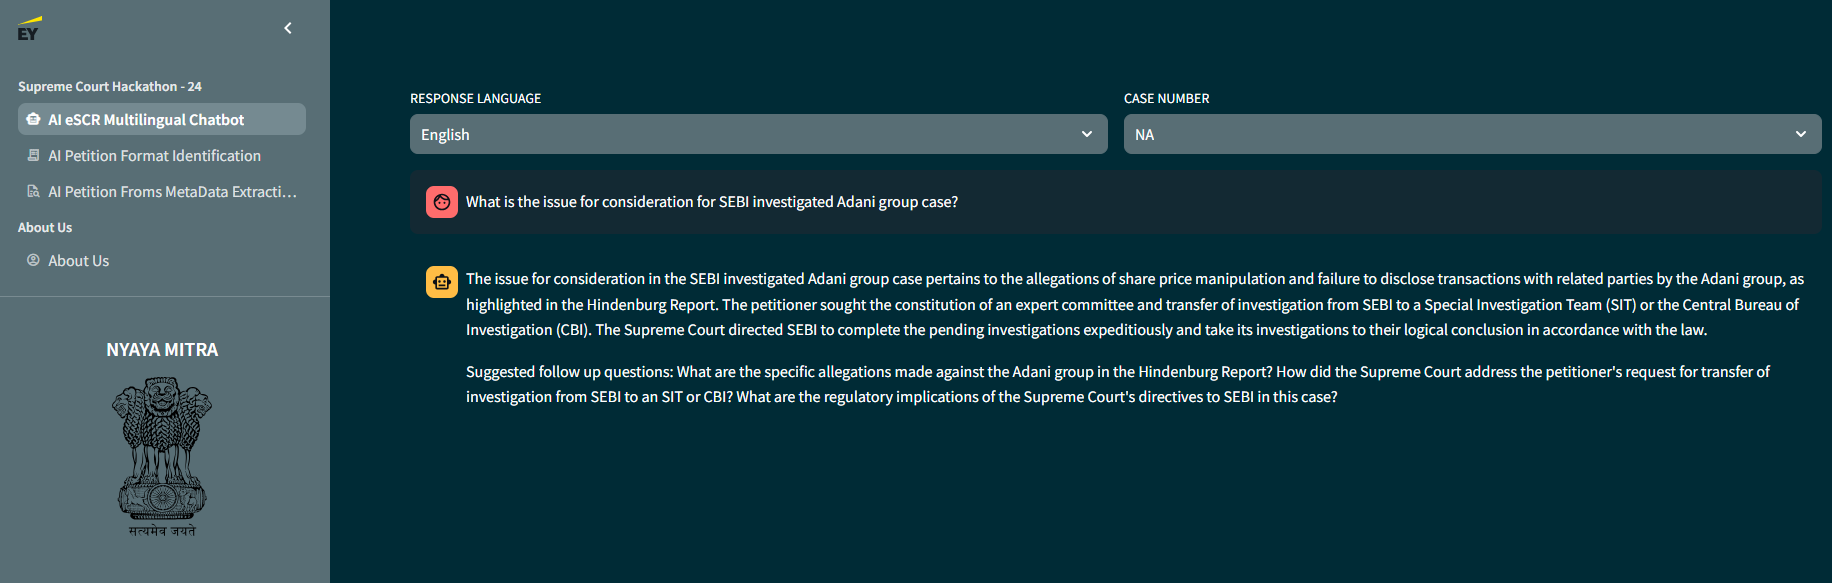 EY
Supreme Court Hackathon - 24
AI eSCR Multilingual Chatbot
AI Petition Format Identification
AI Petition Froms MetaData Extracti...
About Us
About Us
NYAYA MITRA
सत्यमेव जयते
RESPONSE LANGUAGE
English
CASE NUMBER
NA
What is the issue for consideration for SEBI investigated Adani group case?
The issue for consideration in the SEBI investigated Adani group case pertains to the allegations of share price manipulation and failure to disclose transactions with related parties by the Adani group, as
highlighted in the Hindenburg Report. The petitioner sought the constitution of an expert committee and transfer of investigation from SEBI to a Special Investigation Team (SIT) or the Central Bureau of
Investigation (CBI). The Supreme Court directed SEBI to complete the pending investigations expeditiously and take its investigations to their logical conclusion in accordance with the law.
Suggested follow up questions: What are the specific allegations made against the Adani group in the Hindenburg Report? How did the Supreme Court address the petitioner's request for transfer of
investigation from SEBI to an SIT or CBI? What are the regulatory implications of the Supreme Court's directives to SEBI in this case?